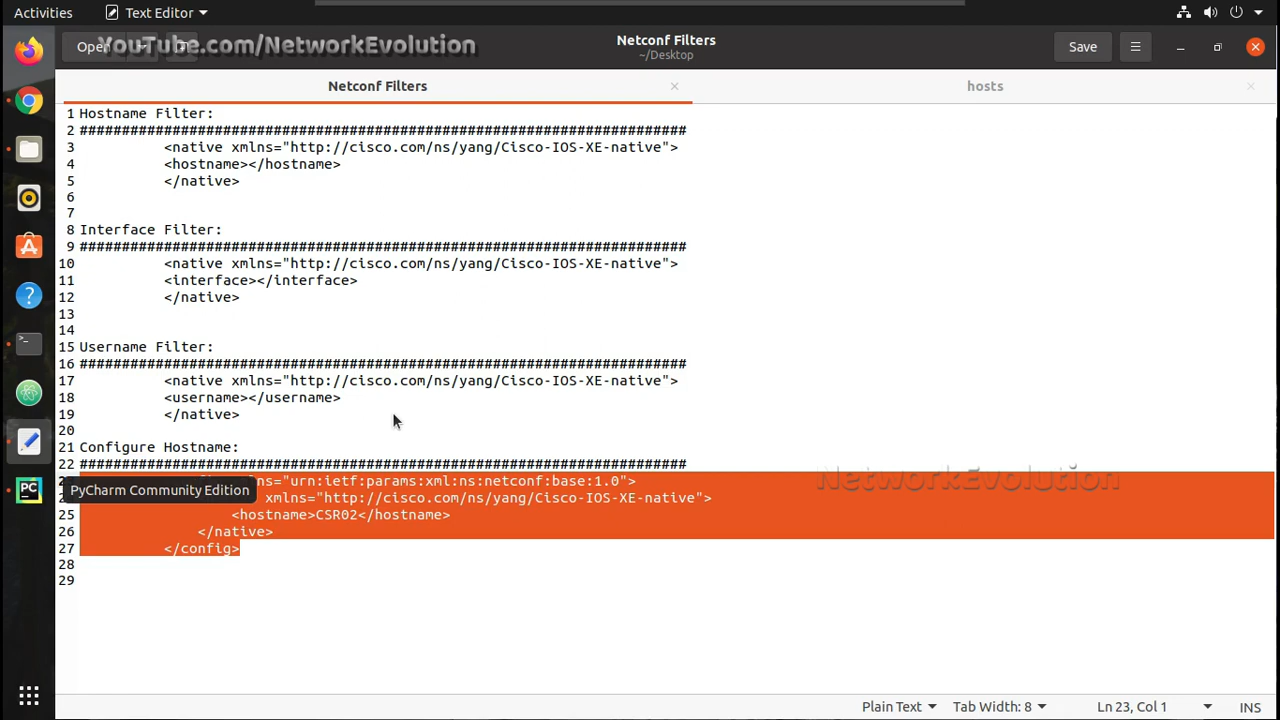 Activities
Text Editor
Open
YouTube.com/NetworkEvolution
Netconf Filters
~/Desktop
Save
Netconf Filters
hosts
1 Hostname Filter:
2 ########################################################################
3 <native xmlns="http://cisco.com/ns/yang/Cisco-IOS-XE-native">
4 <hostname></hostname>
5 </native>
6
7
8 Interface Filter:
9 ########################################################################
10 <native xmlns="http://cisco.com/ns/yang/Cisco-IOS-XE-native">
11 <interface></interface>
12 </native>
13
14
15 Username Filter:
16 ########################################################################
17 <native xmlns="http://cisco.com/ns/yang/Cisco-IOS-XE-native">
18 <username></username>
19 </native>
20
21 Configure Hostname:
22 ########################################################################
="urn:ietf:params:xml:ns:netconf:base:1.0">
PyCharm Community Edition
NetworkEvolution
xmlns="http://cisco.com/ns/yang/Cisco-IOS-XE-native">
25 <hostname>CSR02</hostname>
26 </native>
27 </config>
28
29
PC
Plain Text
Tab Width: 8
Ln 23, Col 1
INS